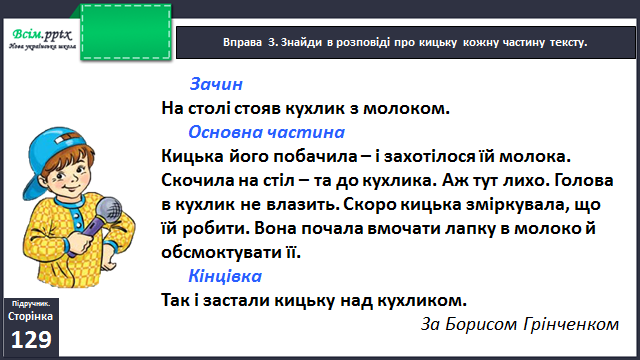 Всім.pptx
Нова українська школа
Вправа 3. Знайди в розповіді про кицьку кожну частину тексту.
Зачин
На столі стояв кухлик з молоком.
Основна частина
Кицька його побачила – і захотілося їй молока.
Скочила на стіл – та до кухлика. Аж тут лихо. Голова
в кухлик не влазить. Скоро кицька зміркувала, що
їй робити. Вона почала вмочати лапку в молоко й
обсмоктувати її.
Кінцівка
Так і застали кицьку над кухликом.
За Борисом Грінченком
Підручник.
Сторінка
129